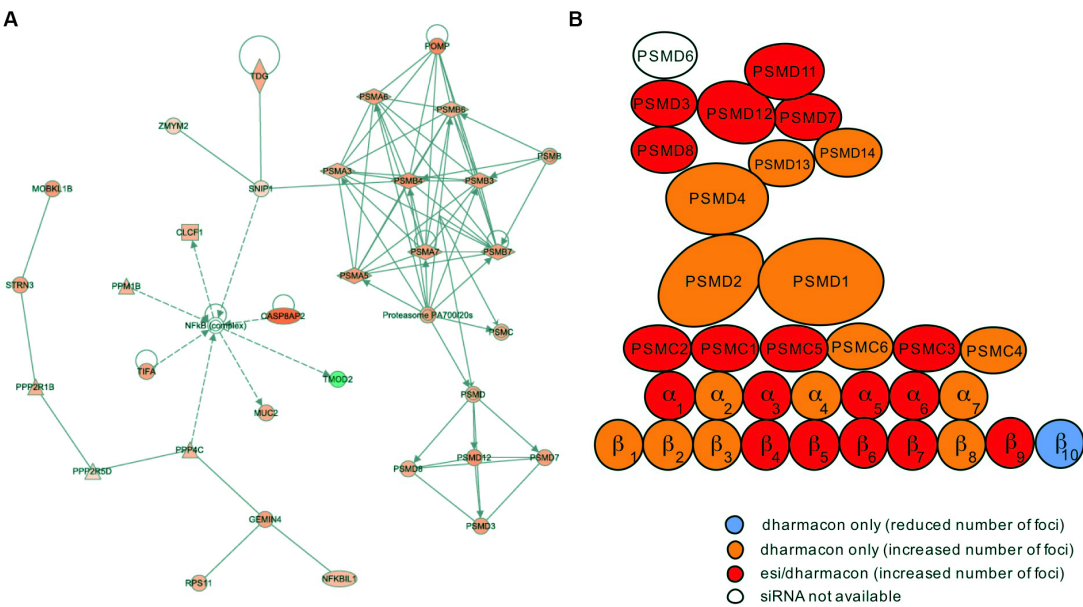 A
B
POMP
TDG
PSMA6
PSMB6
ZMYM2
PSMB
PSMA3
PSMB4
PSMB3
MOBKL1B
SNIP1
CLCF1
PSMA7
PSMB7
PSMA5
STRN3
PPM1B
NFkB (complex)
CASP8AP2
Proteasome PA700/20s
PSMC
TIFA
TMOD2
PPP2R1B
MUC2
PSMD
PPP4C
PPP2R5D
PSMD8
PSMD12
PSMD7
GEMIN4
PSMD3
RPS11
NFKBIL1
PSMD6
PSMD11
PSMD3
PSMD12
PSMD7
PSMD8
PSMD13
PSMD14
PSMD4
PSMD2
PSMD1
PSMC2 PSMC1 PSMC5 PSMC6 PSMC3 PSMC4
α1 α2 α3 α4 α5 α6 α7
β1 β2 β3 β4 β5 β6 β7 β8 β9 β10
dharmacon only (reduced number of foci)
dharmacon only (increased number of foci)
esi/dharmacon (increased number of foci)
siRNA not available